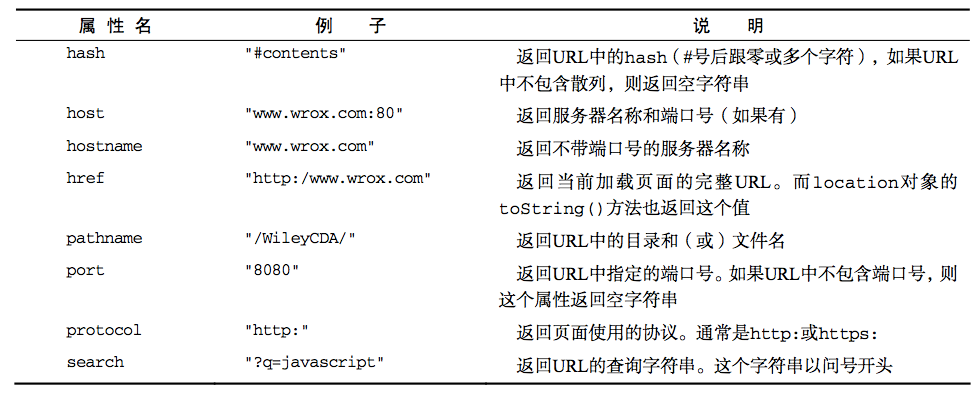 属 性 名 例 子 说 明
hash "#contents" 返回URL中的hash（#号后跟零或多个字符），如果URL
中不包含散列，则返回空字符串
host "www.wrox.com:80" 返回服务器名称和端口号（如果有）
hostname "www.wrox.com" 返回不带端口号的服务器名称
href "http:/www.wrox.com" 返回当前加载页面的完整URL。而location对象的
toString()方法也返回这个值
pathname "/WileyCDA/" 返回URL中的目录和（或）文件名
port "8080" 返回URL中指定的端口号。如果URL中不包含端口号，则
这个属性返回空字符串
protocol "http:" 返回页面使用的协议。通常是http:或https:
search "?q=javascript" 返回URL的查询字符串。这个字符串以问号开头